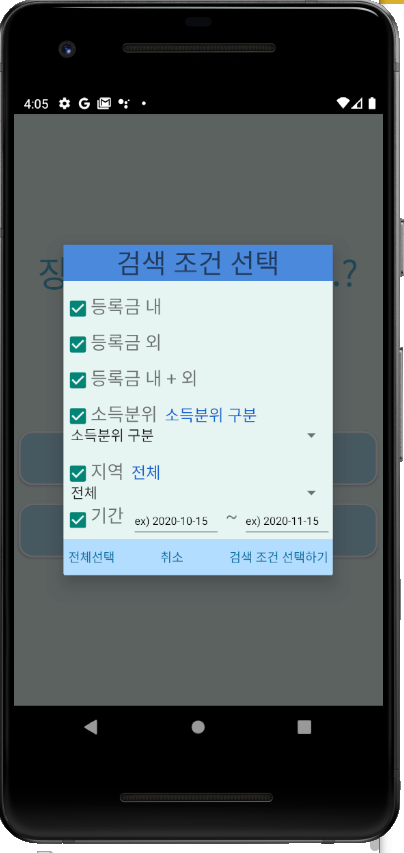 4:05
장 .?
검색 조건 선택
등록금 내
등록금 외
등록금 내 + 외
소득분위 소득분위 구분
소득분위 구분
지역 전체
전체
기간 ex) 2020-10-15 ~ ex) 2020-11-15
전체선택 취소 검색 조건 선택하기